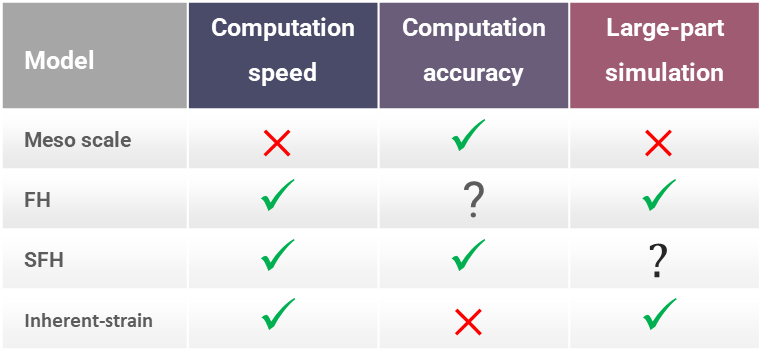 Model
Computation
speed
Computation
accuracy
Large-part
simulation
Meso scale
FH
?
SFH
?
Inherent-strain